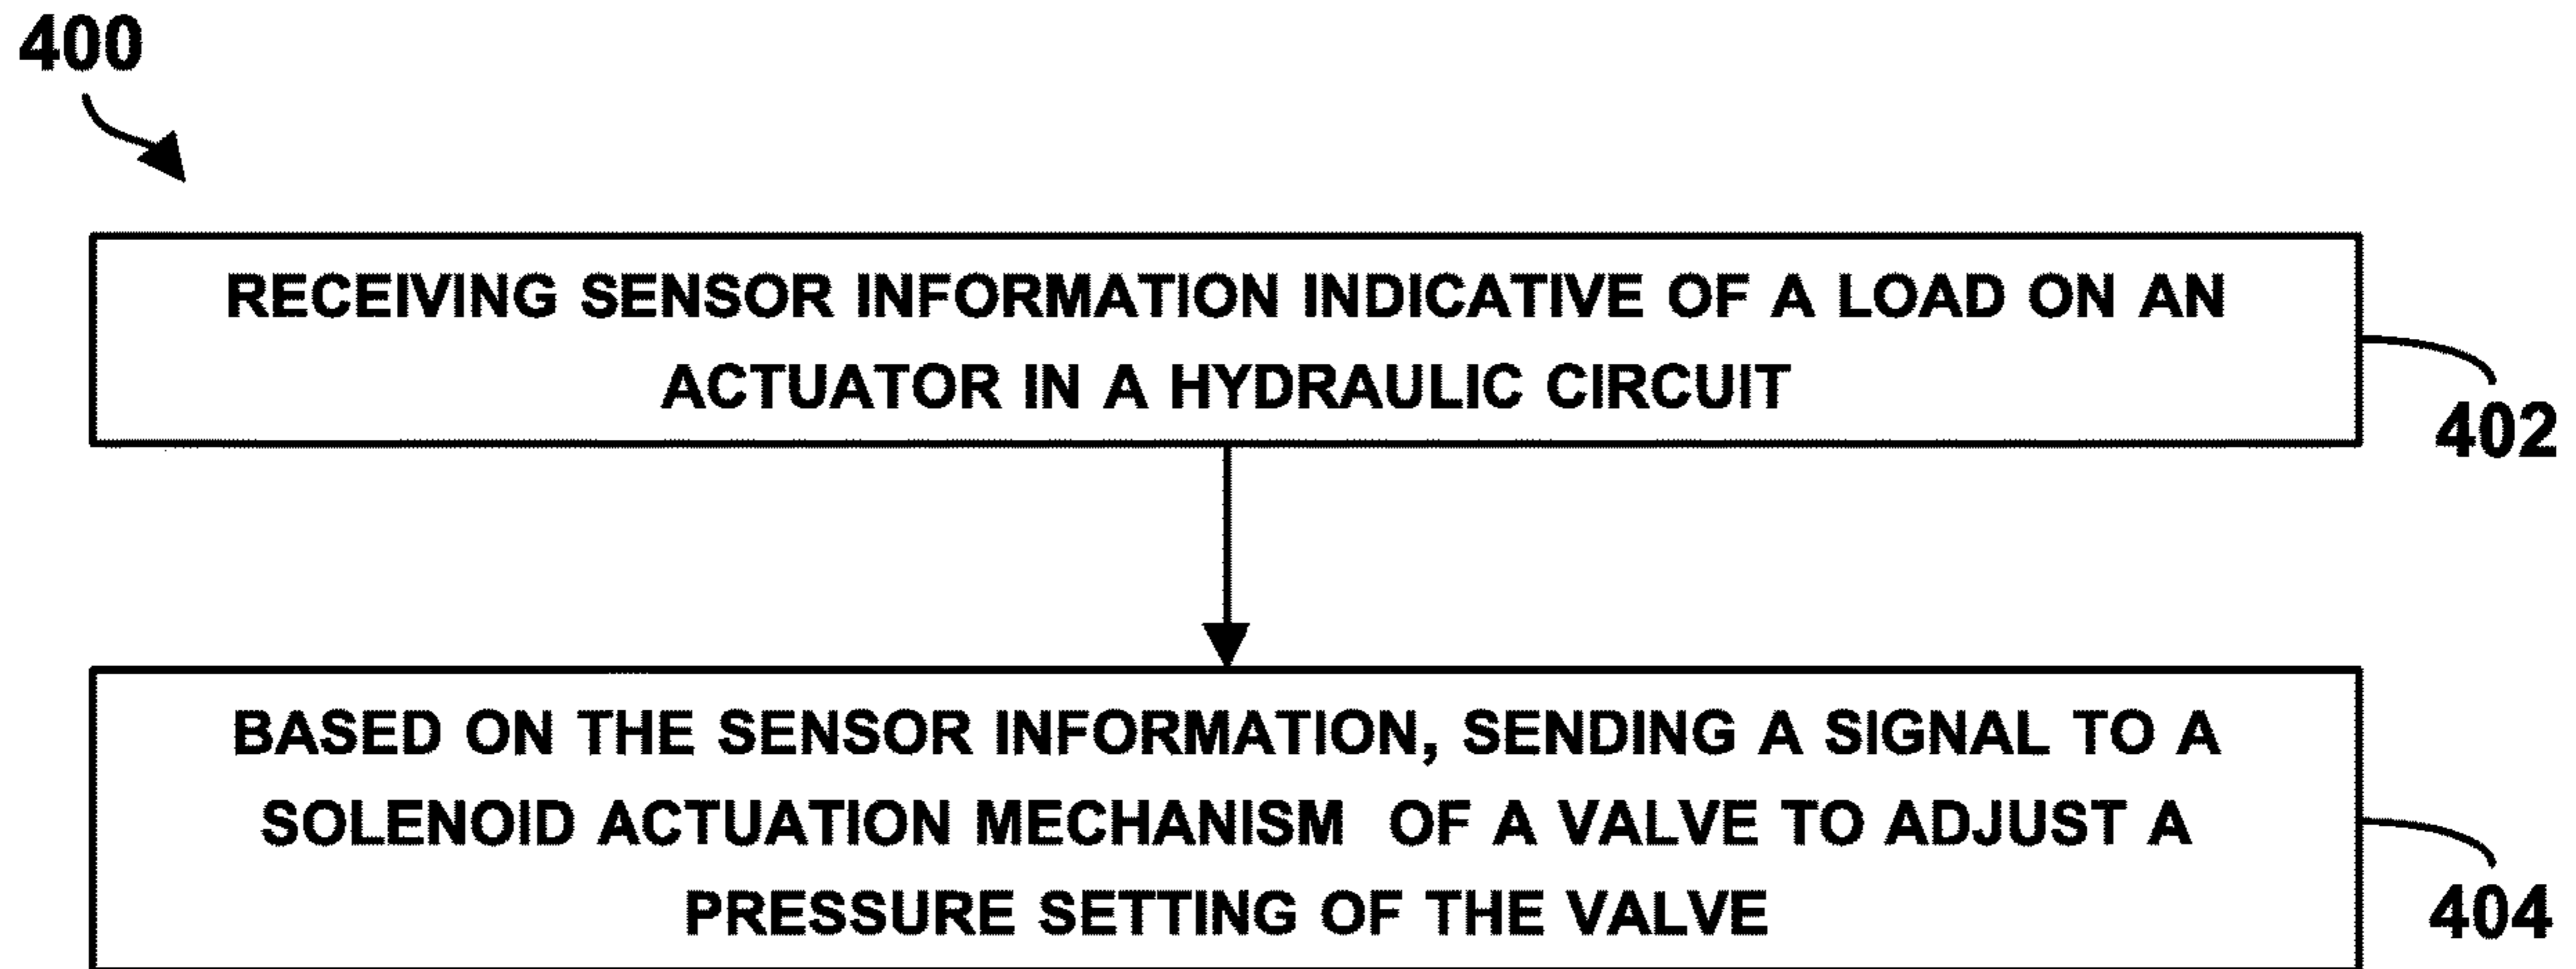 400
RECEIVING SENSOR INFORMATION INDICATIVE OF A LOAD ON AN
ACTUATOR IN A HYDRAULIC CIRCUIT
402
BASED ON THE SENSOR INFORMATION, SENDING A SIGNAL TO A
SOLENOID ACTUATION MECHANISM OF A VALVE TO ADJUST A
PRESSURE SETTING OF THE VALVE
404